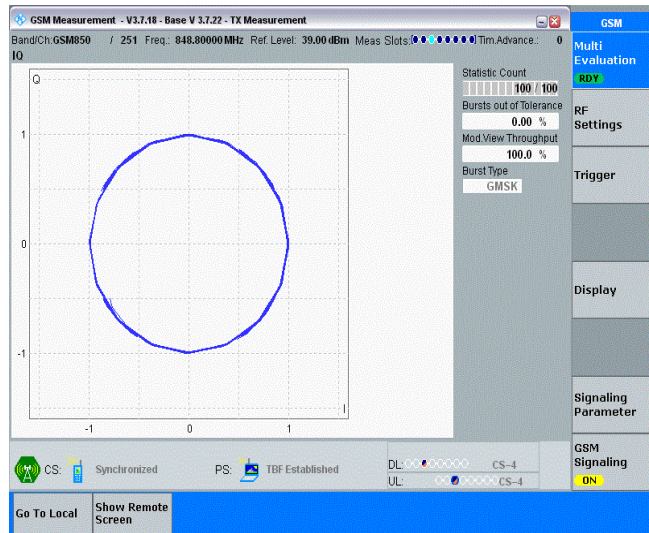 GSM Measurement - V3.7.18 - Base V 3.7.22 - TX Measurement
GSM
Band/Ch:GSM850 / 251 Freq.: 848.80000 MHz Ref. Level: 39.00 dBm Meas Slots: Tim.Advance.: 0
IQ
Multi
Evaluation
RDY
Q
Statistic Count
100 / 100
Bursts out of Tolerance
0.00 %
Mod.View Throughput
100.0 %
Burst Type
GMSK
RF
Settings
Trigger
Display
Signaling
Parameter
GSM
Signaling
ON
1
0
-1
I
-1 0 1
CS: Synchronized PS: TBF Established
DL: CS-4
UL: CS-4
Go To Local
Show Remote
Screen